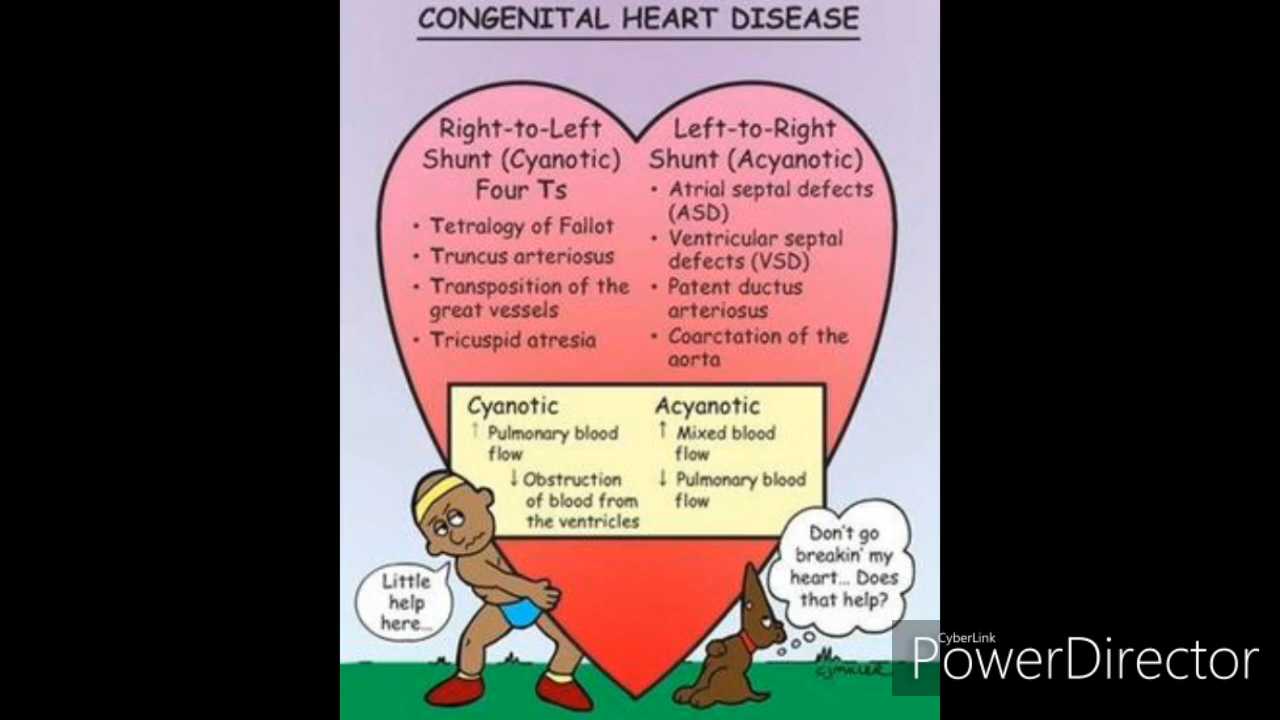 CONGENITAL HEART DISEASE
Right-to-Left
Shunt (Cyanotic)
Four Ts
• Tetralogy of Fallot
• Truncus arteriosus
• Transposition of the
great vessels
• Tricuspid atresia
Left-to-Right
Shunt (Acyanotic)
• Atrial septal defects
(ASD)
• Ventricular septal
defects (VSD)
• Patent ductus
arteriosus
• Coarctation of the
aorta
Cyanotic
↑ Pulmonary blood
flow
↓ Obstruction
of blood from
the ventricles
Acyanotic
↑ Mixed blood
flow
↓ Pulmonary blood
flow
Little
help
here...
Don't go
breakin' my
heart... Does
that help?
CJMILLER
CyberLink
PowerDirector